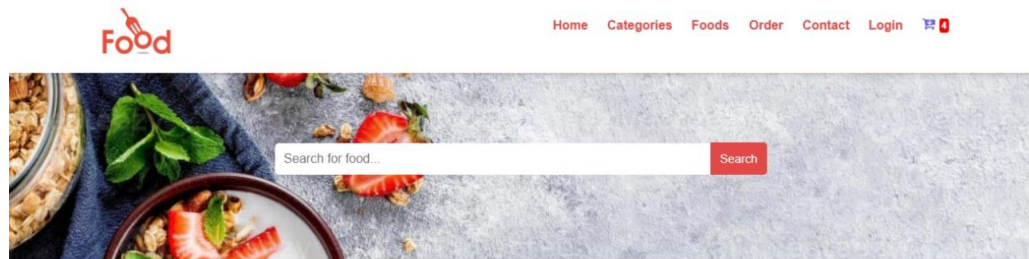 Food
Home Categories Foods Order Contact Login 4
Search for food...
Search